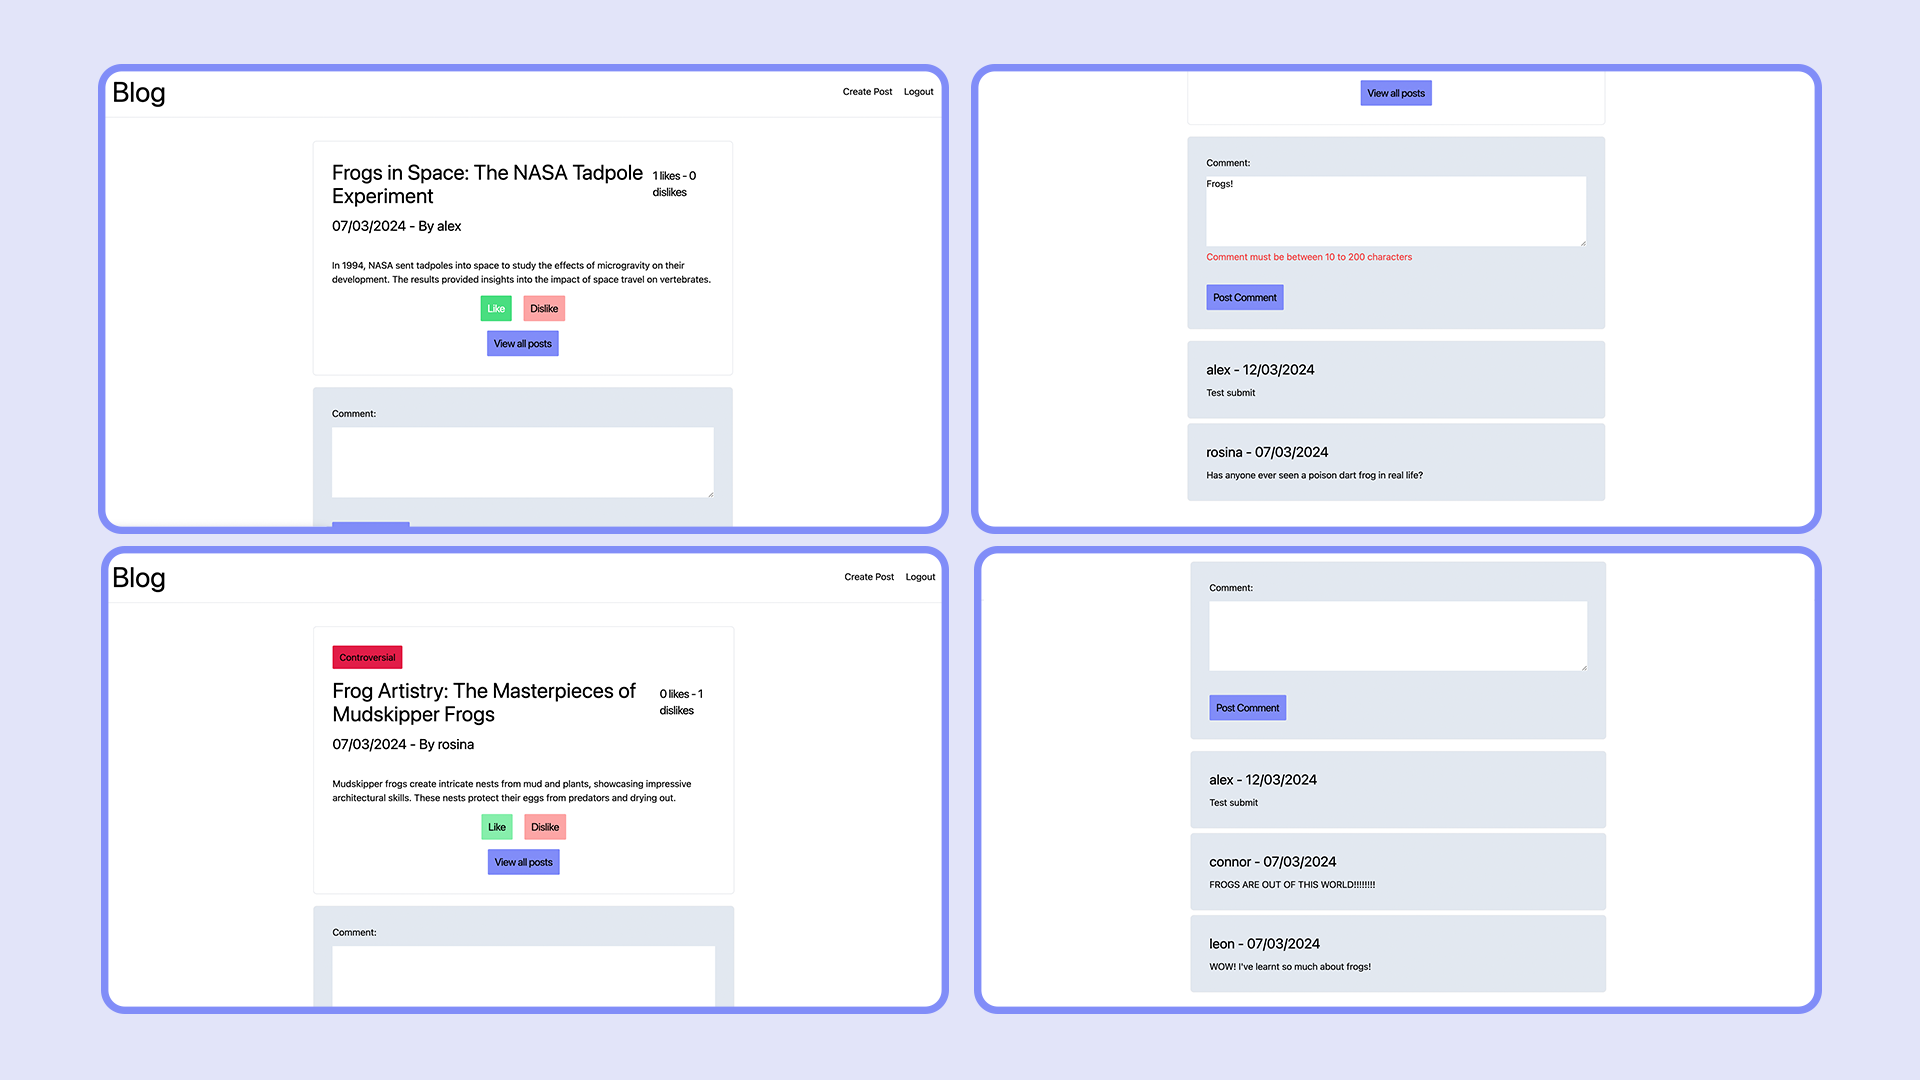 Blog
Create Post
Logout
Frogs in Space: The NASA Tadpole
Experiment
1 likes - 0
dislikes
07/03/2024 - By alex
In 1994, NASA sent tadpoles into space to study the effects of microgravity on their
development. The results provided insights into the impact of space travel on vertebrates.
Like
Dislike
View all posts
Comment:
View all posts
Comment:
Frogs!
Comment must be between 10 to 200 characters
Post Comment
alex - 12/03/2024
Test submit
rosina - 07/03/2024
Has anyone ever seen a poison dart frog in real life?
Blog
Create Post
Logout
Controversial
Frog Artistry: The Masterpieces of
Mudskipper Frogs
0 likes - 1
dislikes
07/03/2024 - By rosina
Mudskipper frogs create intricate nests from mud and plants, showcasing impressive
architectural skills. These nests protect their eggs from predators and drying out.
Like
Dislike
View all posts
Comment:
Comment:
Post Comment
alex - 12/03/2024
Test submit
connor - 07/03/2024
FROGS ARE OUT OF THIS WORLD!!!!!!!!
leon - 07/03/2024
WOW! I've learnt so much about frogs!